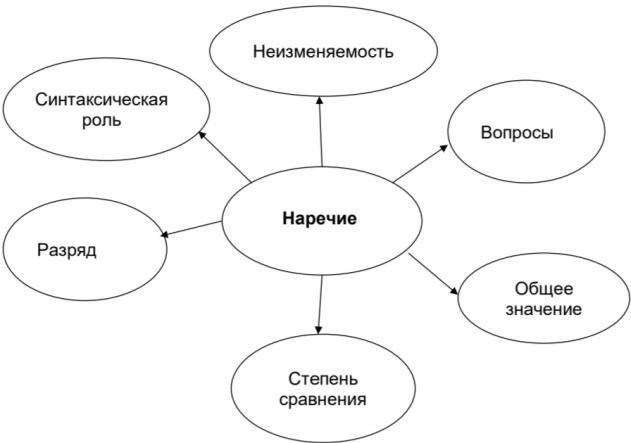 Неизменяемость
Синтаксическая
роль
Вопросы
Наречие
Разряд
Общее
значение
Степень
сравнения